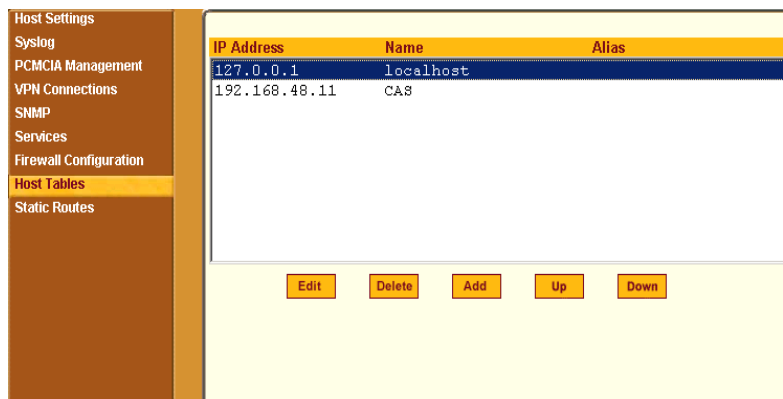 Host Settings
Syslog
PCMCIA Management
VPN Connections
SNMP
Services
Firewall Configuration
Host Tables
Static Routes
IP Address Name Alias
127.0.0.1 localhost
192.168.48.11 CAS
Edit Delete Add Up Down